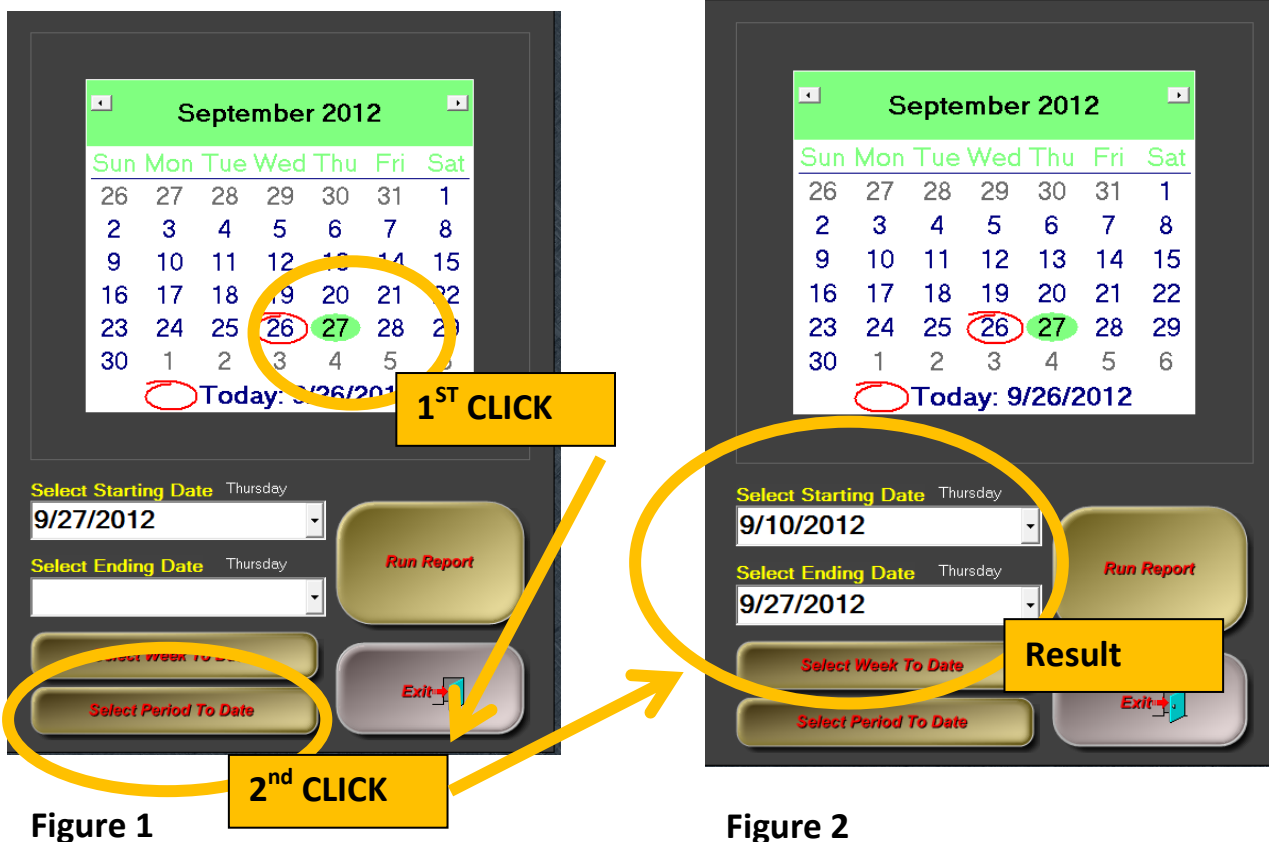 September 2012
Sun Mon Tue Wed Thu Fri Sat
26 27 28 29 30 31 1
2 3 4 5 6 7 8
9 10 11 12 13 14 15
16 17 18 19 20 21 22
23 24 25 26 27 28 29
30 1 2 3 4 5 6
Today: 9/26/2012
1ST CLICK
Select Starting Date Thursday
9/27/2012
Select Ending Date Thursday
Run Report
Select Week To Date
Select Period To Date
Exit
2nd CLICK
Figure 1
September 2012
Sun Mon Tue Wed Thu Fri Sat
26 27 28 29 30 31 1
2 3 4 5 6 7 8
9 10 11 12 13 14 15
16 17 18 19 20 21 22
23 24 25 26 27 28 29
30 1 2 3 4 5 6
Today: 9/26/2012
Select Starting Date Thursday
9/10/2012
Select Ending Date Thursday
9/27/2012
Run Report
Result
Select Week To Date
Select Period To Date
Exit
Figure 2